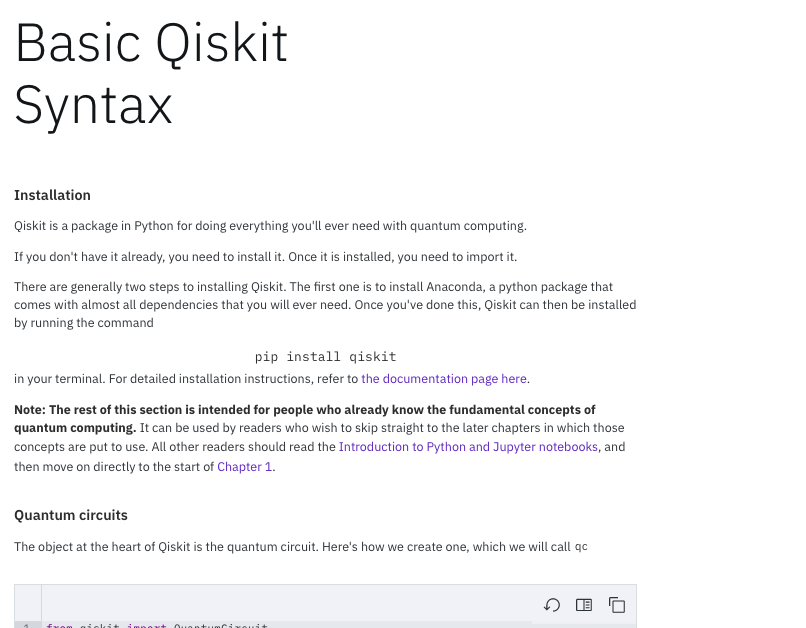 Basic Qiskit
Syntax
Installation
Qiskit is a package in Python for doing everything you'll ever need with quantum computing.
If you don't have it already, you need to install it. Once it is installed, you need to import it.
There are generally two steps to installing Qiskit. The first one is to install Anaconda, a python package that
comes with almost all dependencies that you will ever need. Once you've done this, Qiskit can then be installed
by running the command
pip install qiskit
in your terminal. For detailed installation instructions, refer to the documentation page here.
Note: The rest of this section is intended for people who already know the fundamental concepts of
quantum computing. It can be used by readers who wish to skip straight to the later chapters in which those
concepts are put to use. All other readers should read the Introduction to Python and Jupyter notebooks, and
then move on directly to the start of Chapter 1.
Quantum circuits
The object at the heart of Qiskit is the quantum circuit. Here's how we create one, which we will call qc
1 from qiskit import QuantumCircuit